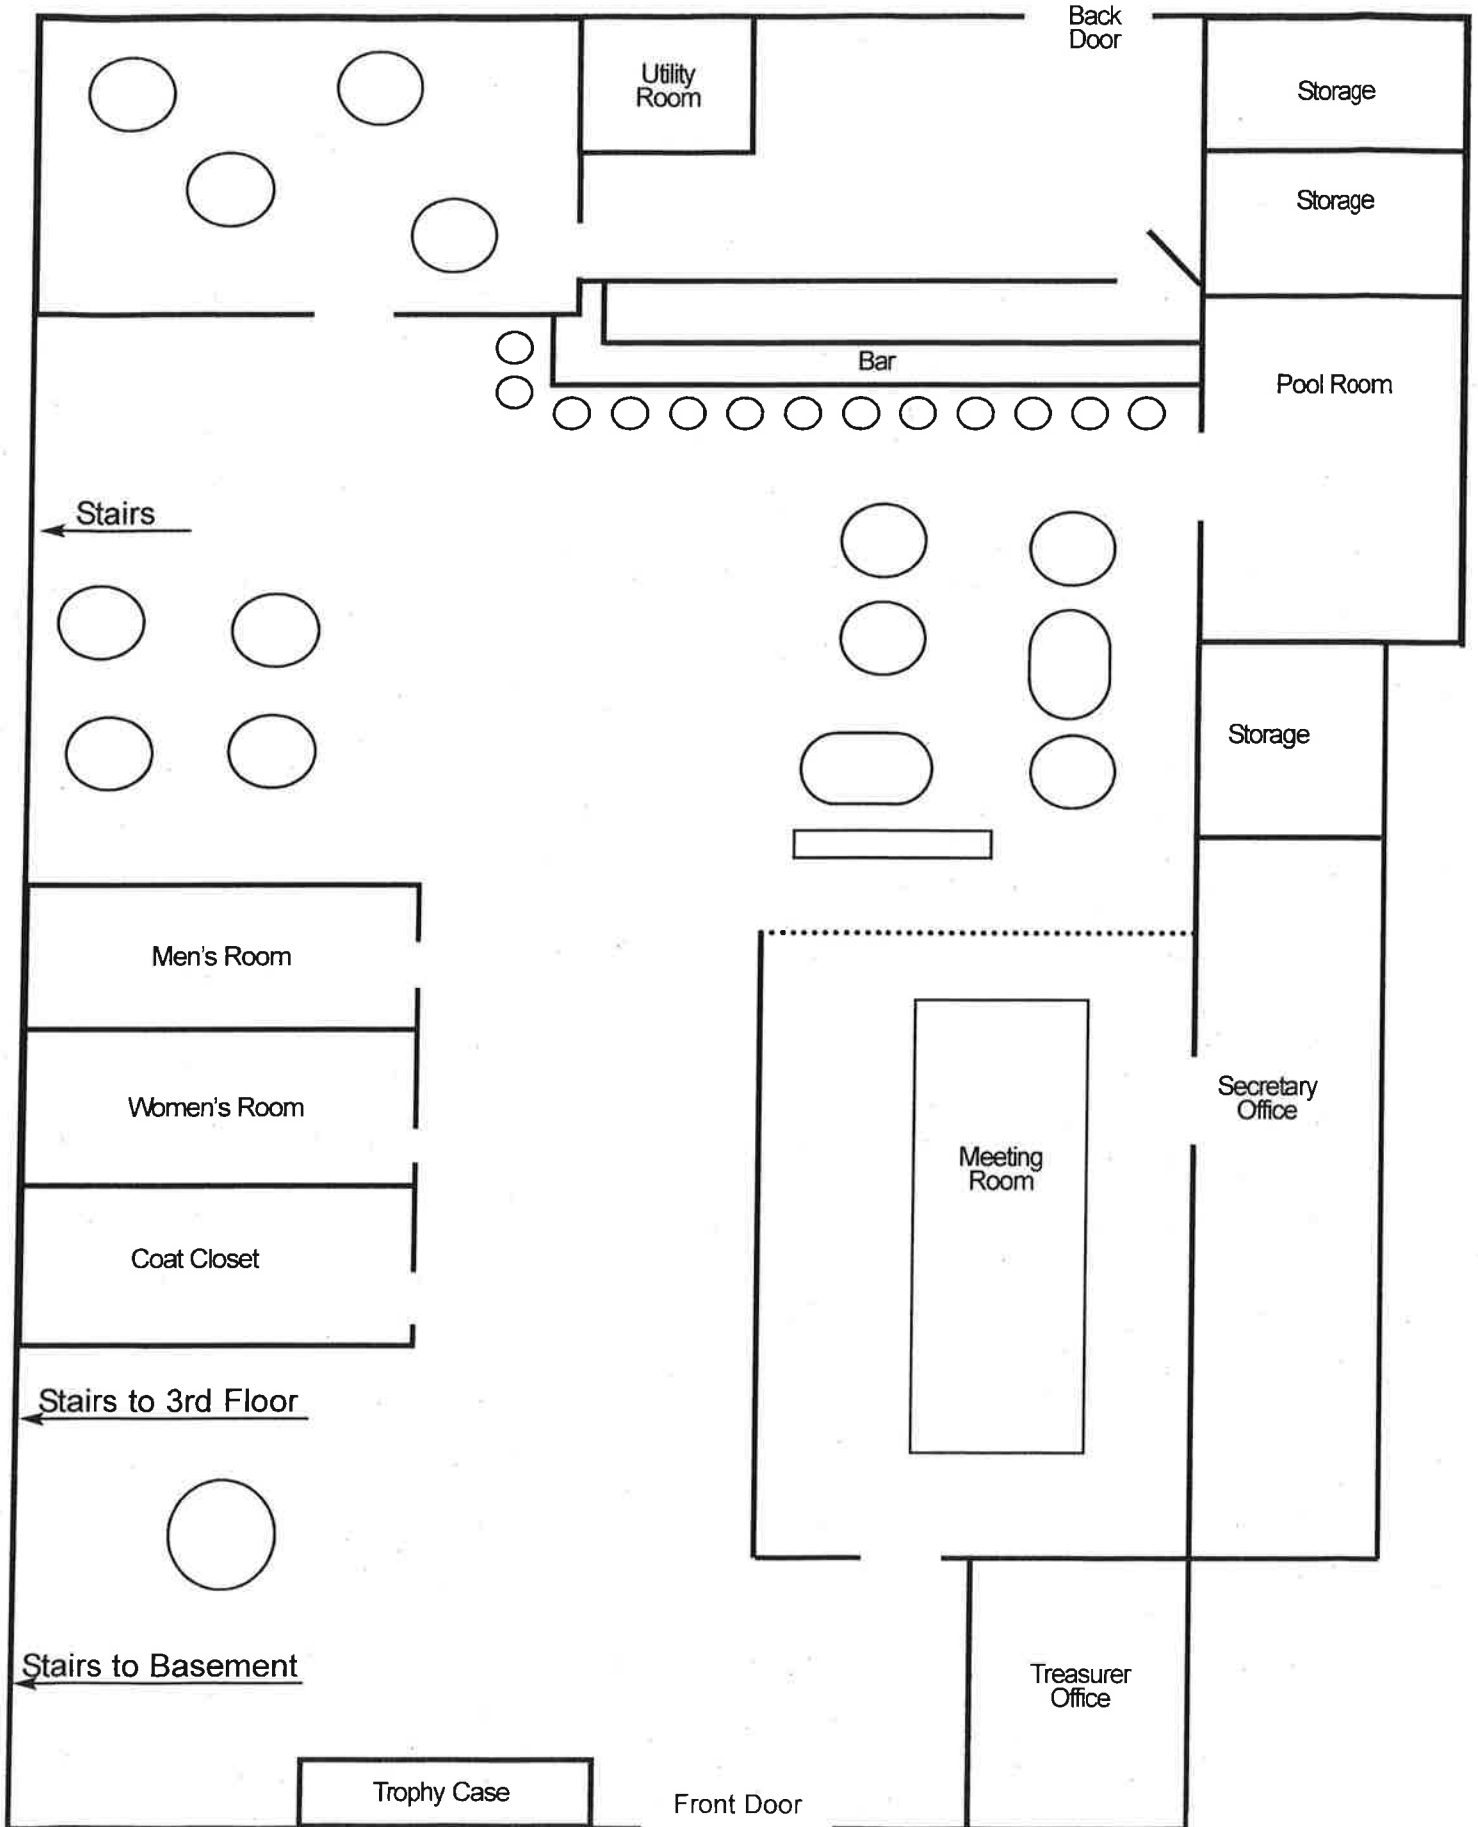 Back
Door
Utility
Room
Storage
Storage
Bar
Pool Room
Stairs
Storage
Men's Room
Women's Room
Secretary
Office
Meeting
Room
Coat Closet
Stairs to 3rd Floor
Stairs to Basement
Treasurer
Office
Trophy Case
Front Door